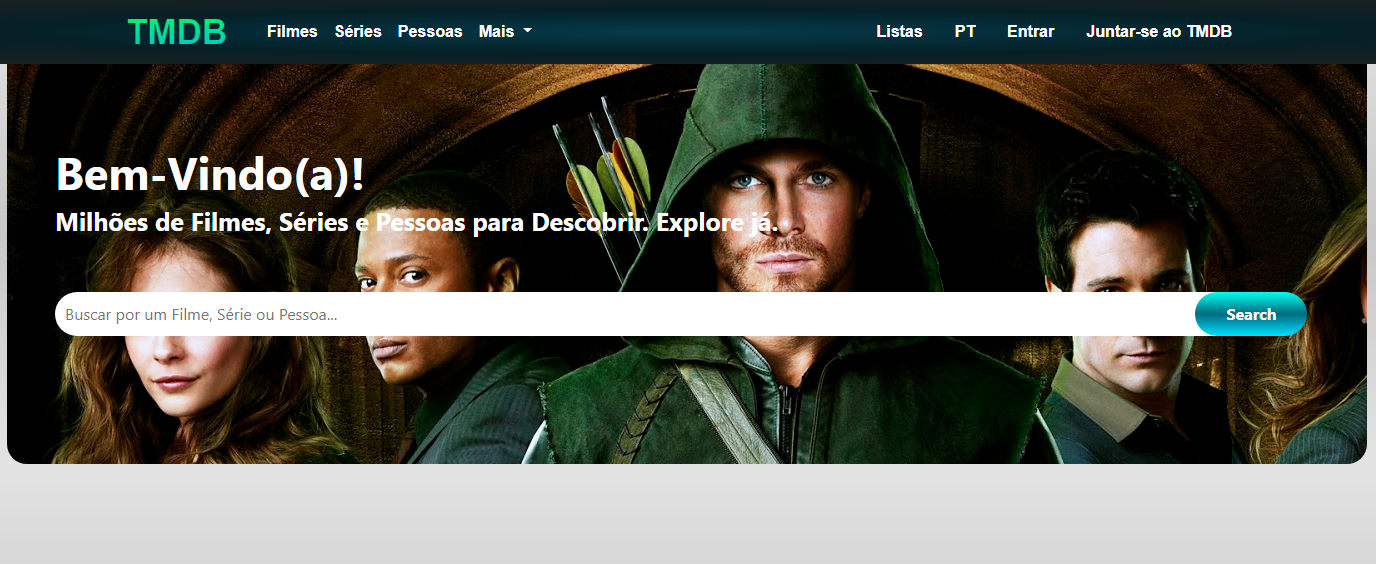 TMDB Filmes Séries Pessoas Mais Listas PT Entrar Juntar-se ao TMDB
Bem-Vindo(a)!
Milhões de Filmes, Séries e Pessoas para Descobrir. Explore já.
Buscar por um Filme, Série ou Pessoa... Search